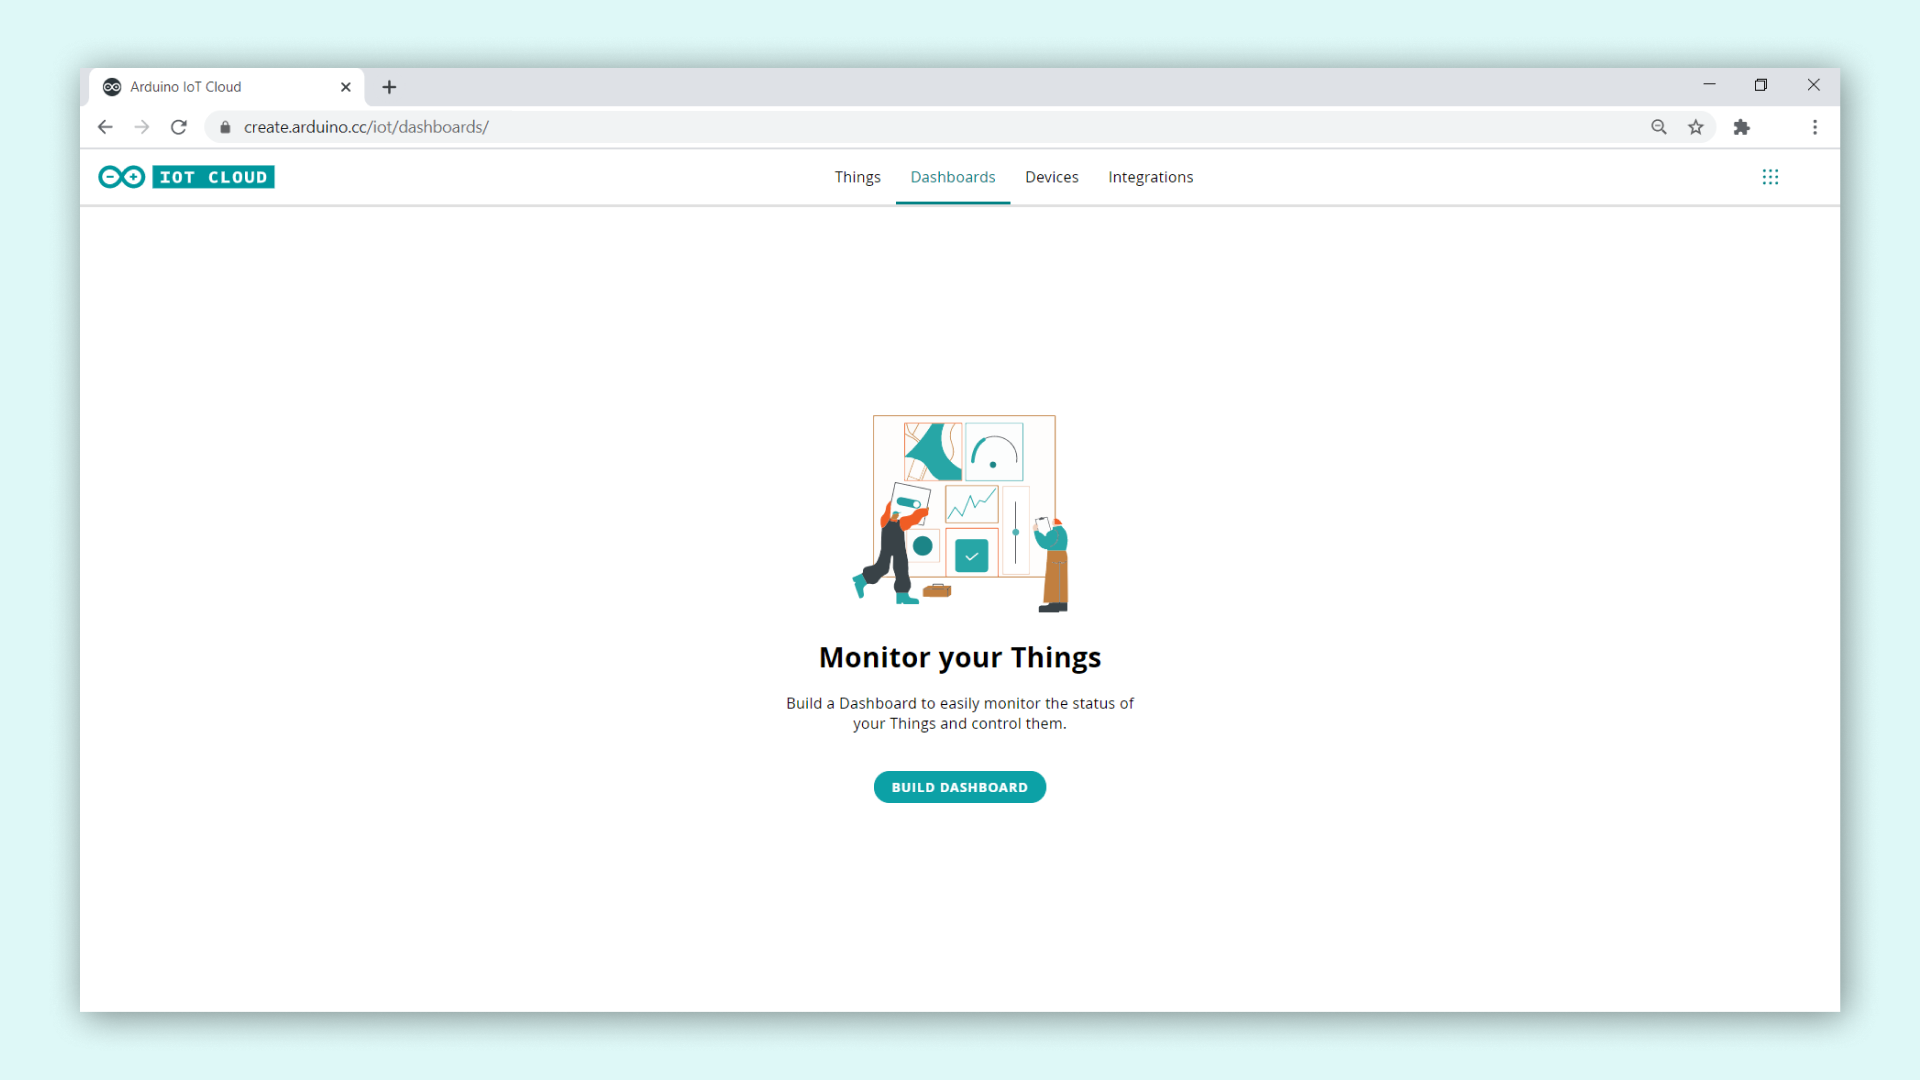 Arduino IoT Cloud
create.arduino.cc/iot/dashboards/
IOT CLOUD
Things
Dashboards
Devices
Integrations
Monitor your Things
Build a Dashboard to easily monitor the status of
your Things and control them.
BUILD DASHBOARD